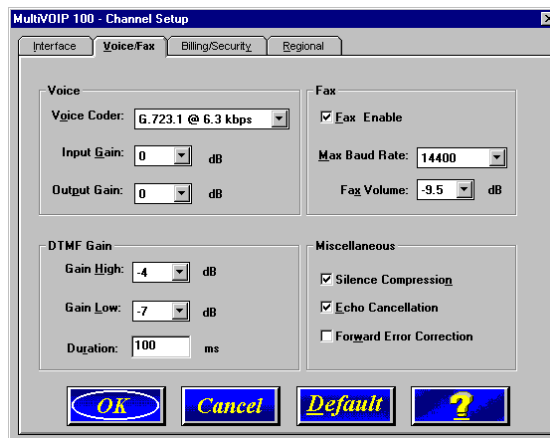 MultiVOIP 100 - Channel Setup
Interface Voice/Fax Billing/Security Regional
Voice
Voice Coder: G.723.1 @ 6.3 kbps
Input Gain: 0 dB
Output Gain: 0 dB
Fax
Fax Enable
Max Baud Rate: 14400
Fax Volume: -9.5 dB
DTMF Gain
Gain High: -4 dB
Gain Low: -7 dB
Duration: 100 ms
Miscellaneous
Silence Compression
Echo Cancellation
Forward Error Correction
OK Cancel Default ?